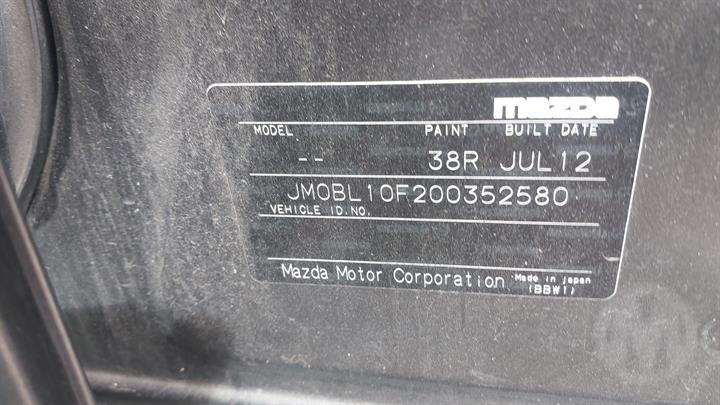 mazda
MODEL PAINT BUILT DATE
-- 38R JUL12
JM0BL10F200352580
VEHICLE ID.NO.
Mazda Motor Corporation Made in japan
(BBW1)